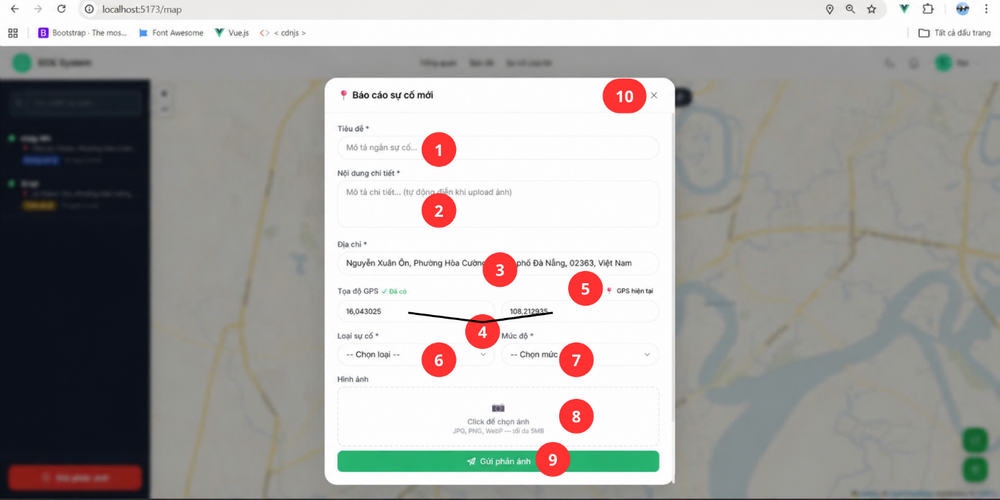 localhost:5173/map
B Bootstrap · The mos... Font Awesome Vue.js < cdnjs > Tất cả dấu trang
SOS System
Báo cáo sự cố mới 10 ×
Tiêu đề *
Mô tả ngắn sự cố... 1
Nội dung chi tiết *
Mô tả chi tiết... (tự động điền khi upload ảnh)
2
Địa chỉ *
Nguyễn Xuân Ôn, Phường Hòa Cường 3 phố Đà Nẵng, 02363, Việt Nam
Tọa độ GPS ✓ Đã có 5 GPS hiện tại
16,043025 108,212935
4
Loại sự cố * Mức độ *
-- Chọn loại -- 6 -- Chọn mức 7
Hình ảnh
Click để chọn ảnh 8
JPG, PNG, WebP — tối đa 5MB
Gửi phản ánh 9